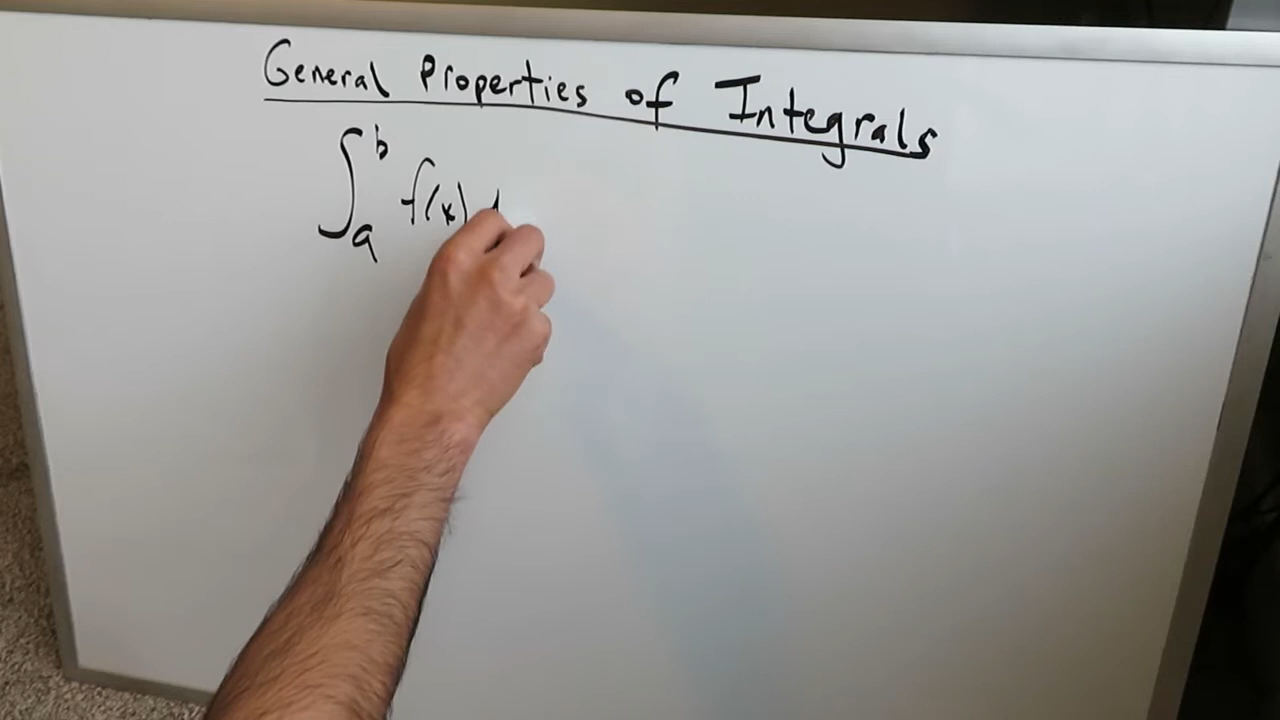 General Properties of Integrals
∫_a^b f(x)